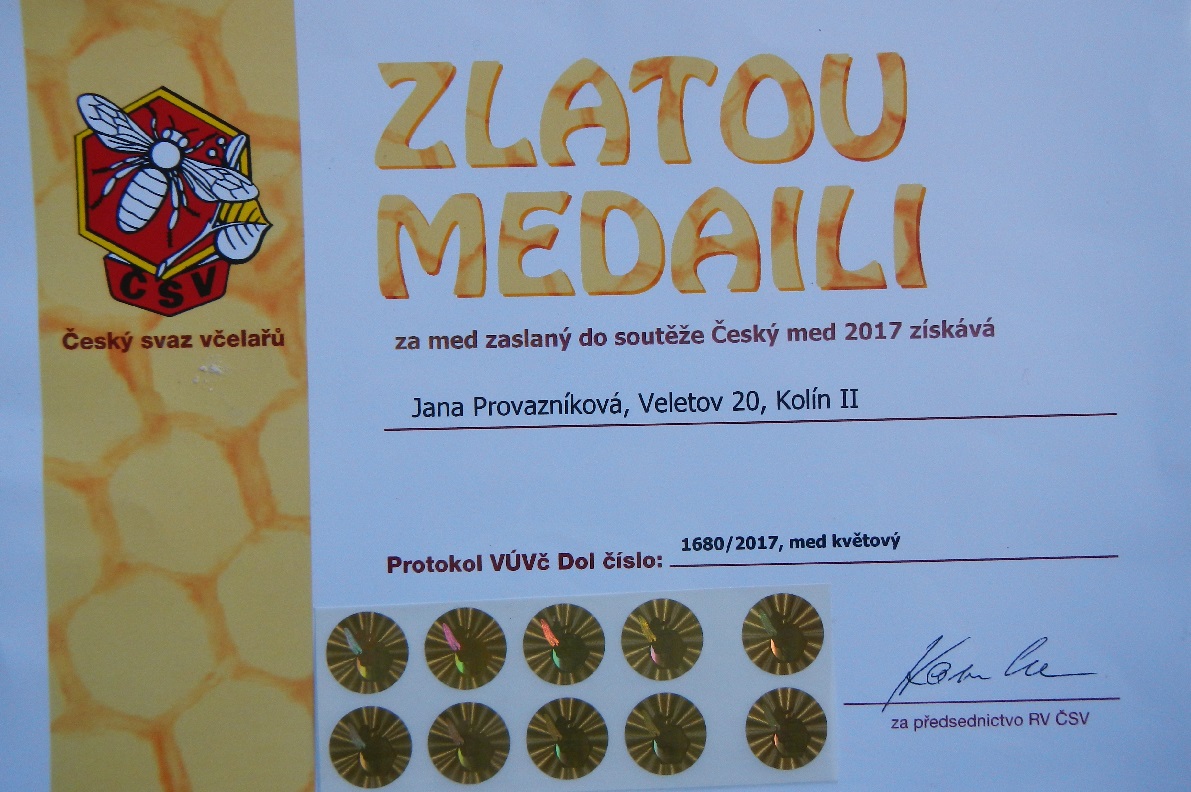 ČSV
Český svaz včelařů
ZLATOU
MEDAILI
za med zaslaný do soutěže Český med 2017 získává
Jana Provazníková, Veletov 20, Kolín II
Protokol VÚVč Dol číslo: 1680/2017, med květový
za předsednictvo RV ČSV